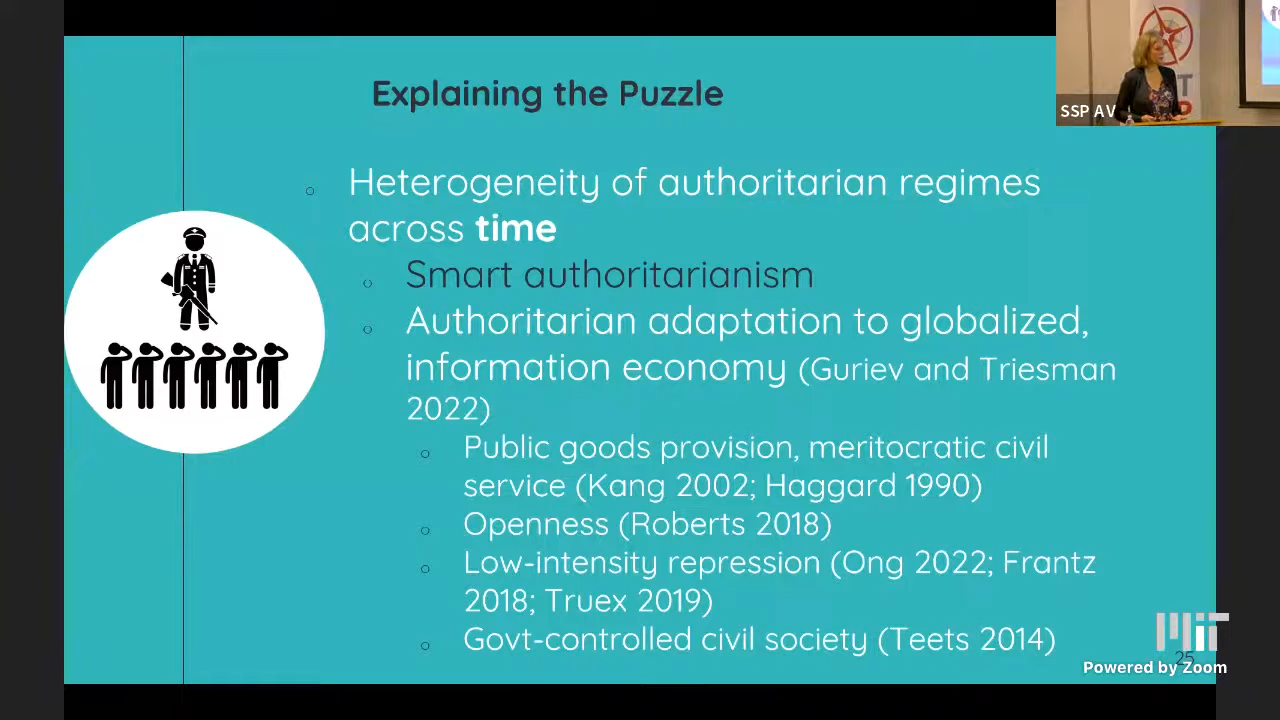 Explaining the Puzzle
SSP AV
Heterogeneity of authoritarian regimes
across time
Smart authoritarianism
Authoritarian adaptation to globalized,
information economy (Guriev and Triesman
2022)
Public goods provision, meritocratic civil
service (Kang 2002; Haggard 1990)
Openness (Roberts 2018)
Low-intensity repression (Ong 2022; Frantz
2018; Truex 2019)
Govt-controlled civil society (Teets 2014)
MIT
25
Powered by Zoom